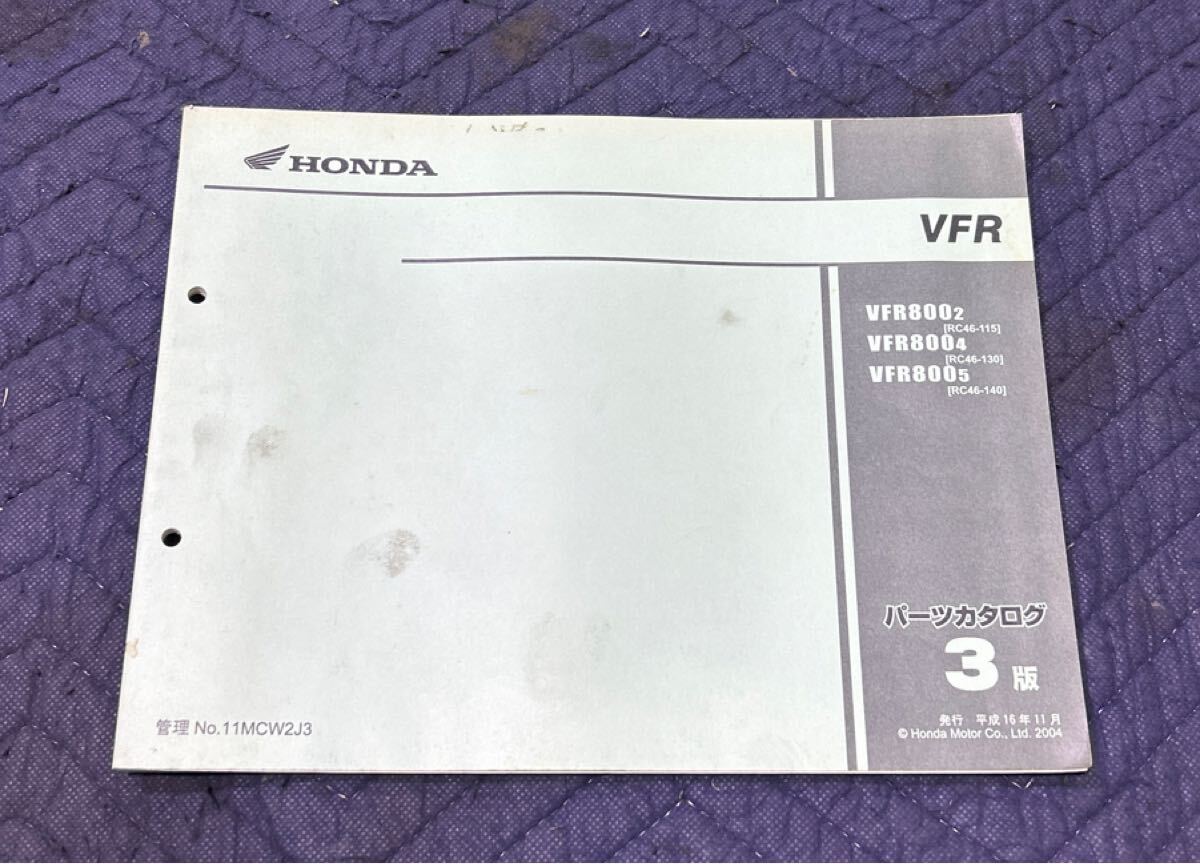 HONDA
VFR
VFR800₂
[RC46-115]
VFR800₄
[RC46-130]
VFR800₅
[RC46-140]
パーツカタログ
3版
発行 平成16年11月
© Honda Motor Co., Ltd. 2004
管理 No.11MCW2J3